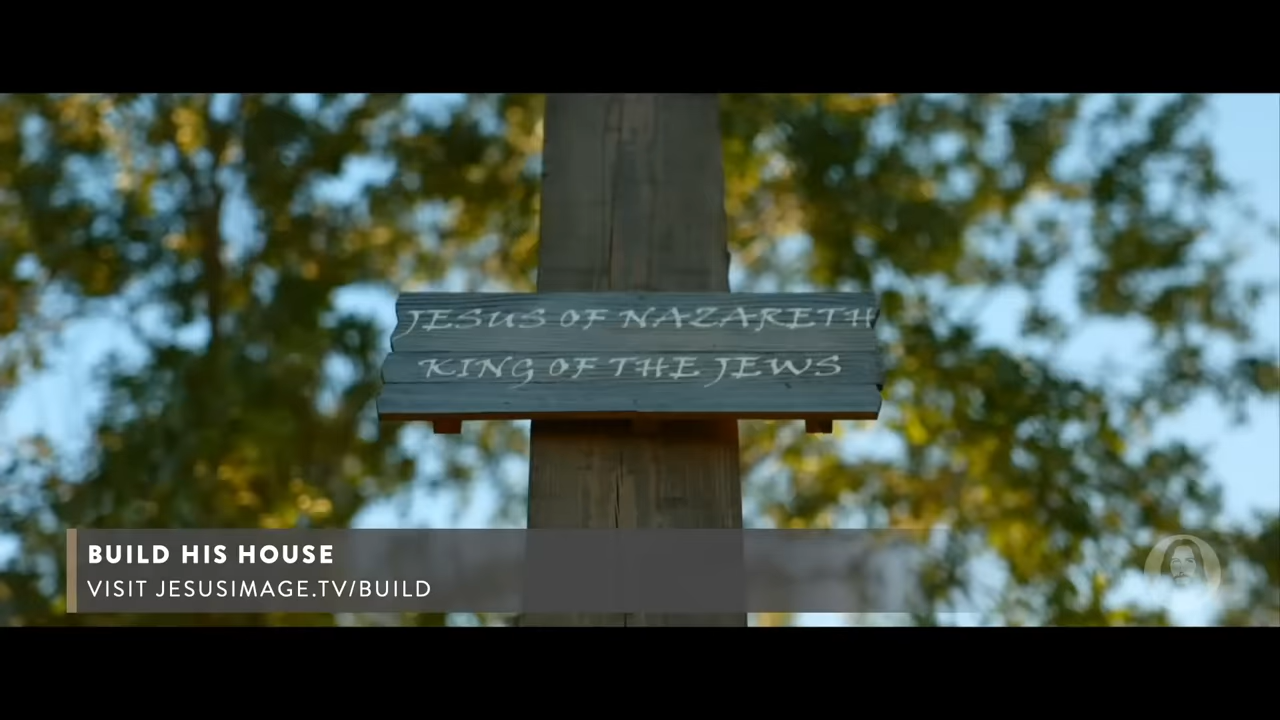 JESUS OF NAZARETH
KING OF THE JEWS
BUILD HIS HOUSE
VISIT JESUSIMAGE.TV/BUILD